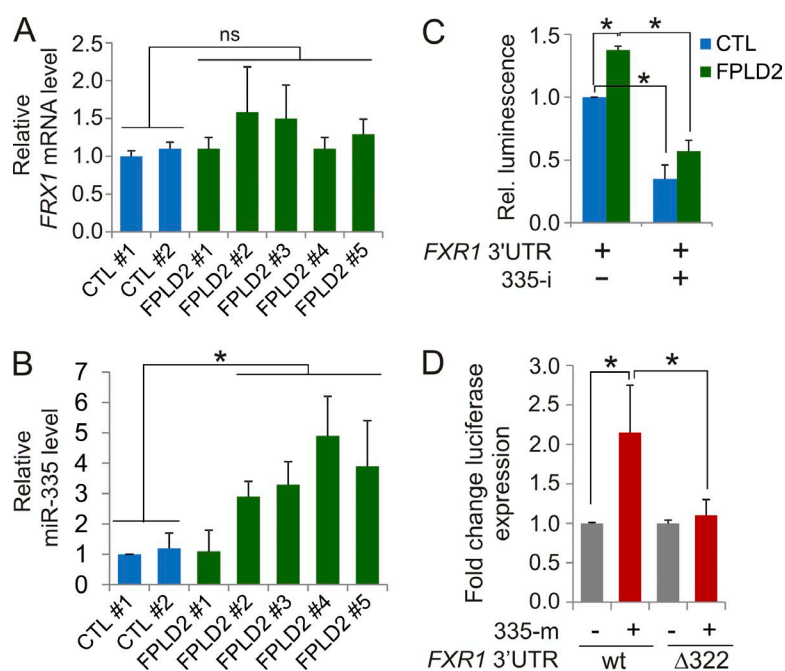 A
Relative
FRX1 mRNA level
ns
2.5
2.0
1.5
1.0
0.5
0.0
CTL #1
CTL #2
FPLD2 #1
FPLD2 #2
FPLD2 #3
FPLD2 #4
FPLD2 #5
B
Relative
miR-335 level
*
7
6
5
4
3
2
1
0
CTL #1
CTL #2
FPLD2 #1
FPLD2 #2
FPLD2 #3
FPLD2 #4
FPLD2 #5
C
Rel. luminescence
1.5
1.0
0.5
0.0
* *
*
CTL
FPLD2
FXR1 3'UTR + +
335-i – +
D
Fold change luciferase
expression
3.0
2.5
2.0
1.5
1.0
0.5
0.0
* *
335-m - + - +
FXR1 3'UTR wt Δ322